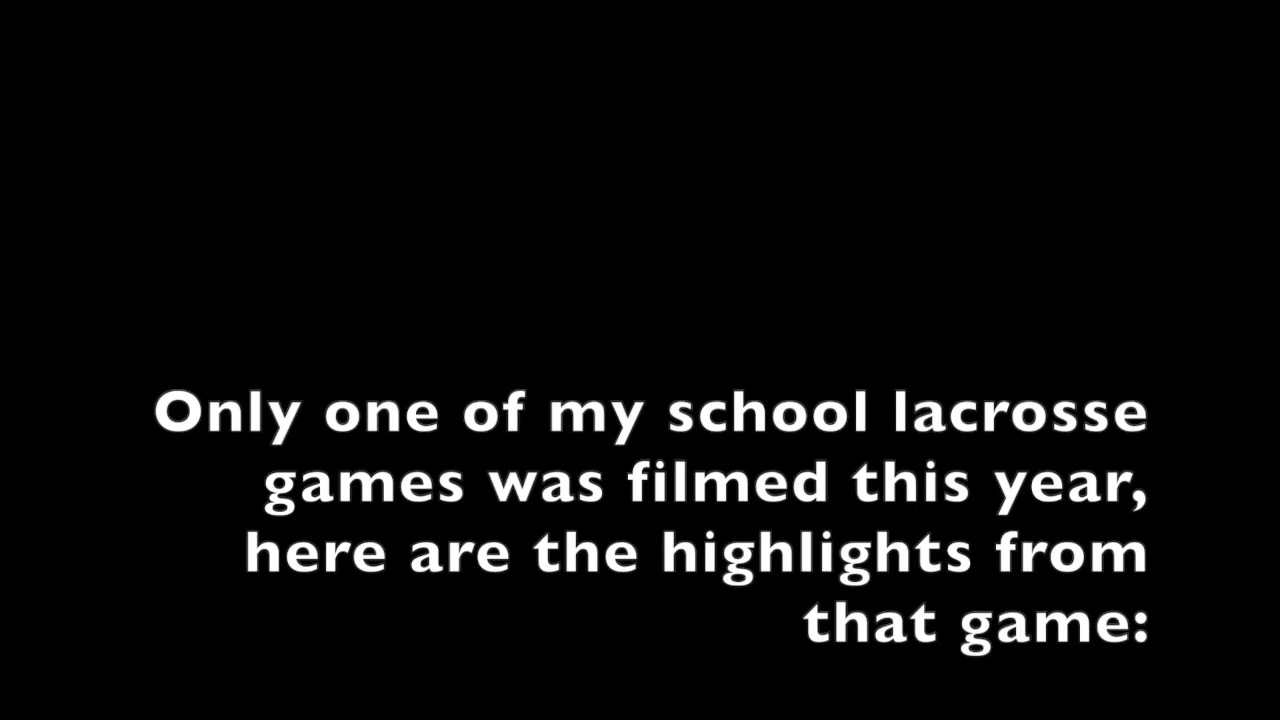 Only one of my school lacrosse
games was filmed this year,
here are the highlights from
that game: